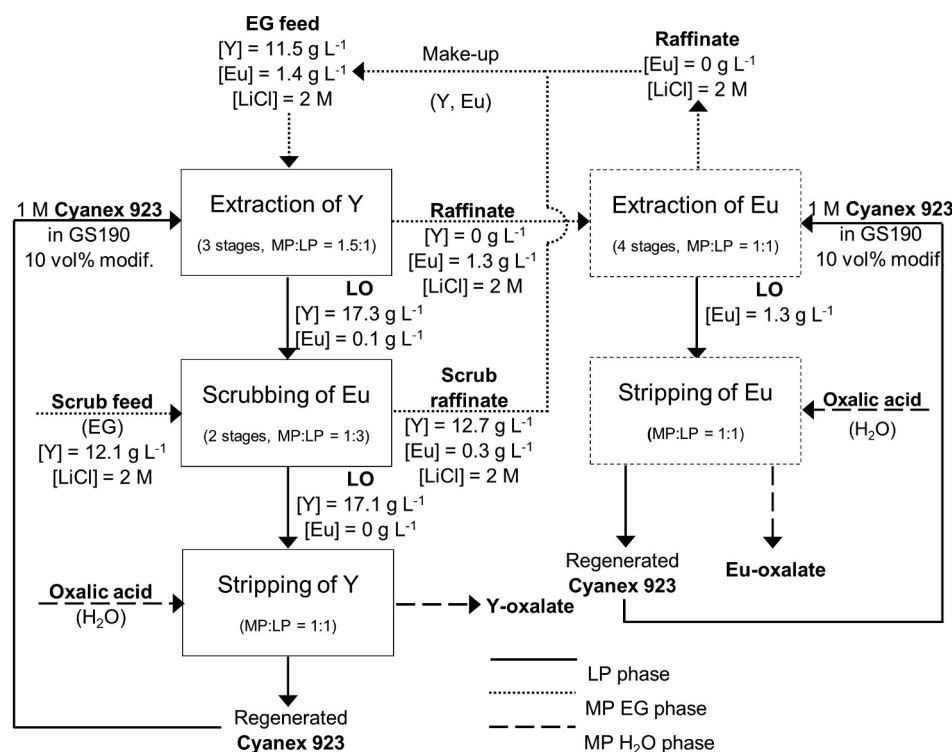 EG feed
[Y] = 11.5 g L-1
[Eu] = 1.4 g L-1
[LiCl] = 2 M
Make-up
(Y, Eu)
Raffinate
[Eu] = 0 g L-1
[LiCl] = 2 M
1 M Cyanex 923
in GS190
10 vol% modif.
Extraction of Y
(3 stages, MP:LP = 1.5:1)
Raffinate
[Y] = 0 g L-1
[Eu] = 1.3 g L-1
[LiCl] = 2 M
Extraction of Eu
(4 stages, MP:LP = 1:1)
1 M Cyanex 923
in GS190
10 vol% modif.
LO
[Y] = 17.3 g L-1
[Eu] = 0.1 g L-1
LO
[Eu] = 1.3 g L-1
Scrub feed
(EG)
[Y] = 12.1 g L-1
[LiCl] = 2 M
Scrubbing of Eu
(2 stages, MP:LP = 1:3)
Scrub
raffinate
[Y] = 12.7 g L-1
[Eu] = 0.3 g L-1
[LiCl] = 2 M
Stripping of Eu
(MP:LP = 1:1)
Oxalic acid
(H2O)
LO
[Y] = 17.1 g L-1
[Eu] = 0 g L-1
Oxalic acid
(H2O)
Stripping of Y
(MP:LP = 1:1)
Y-oxalate
Regenerated
Cyanex 923
Eu-oxalate
Regenerated
Cyanex 923
LP phase
MP EG phase
MP H2O phase